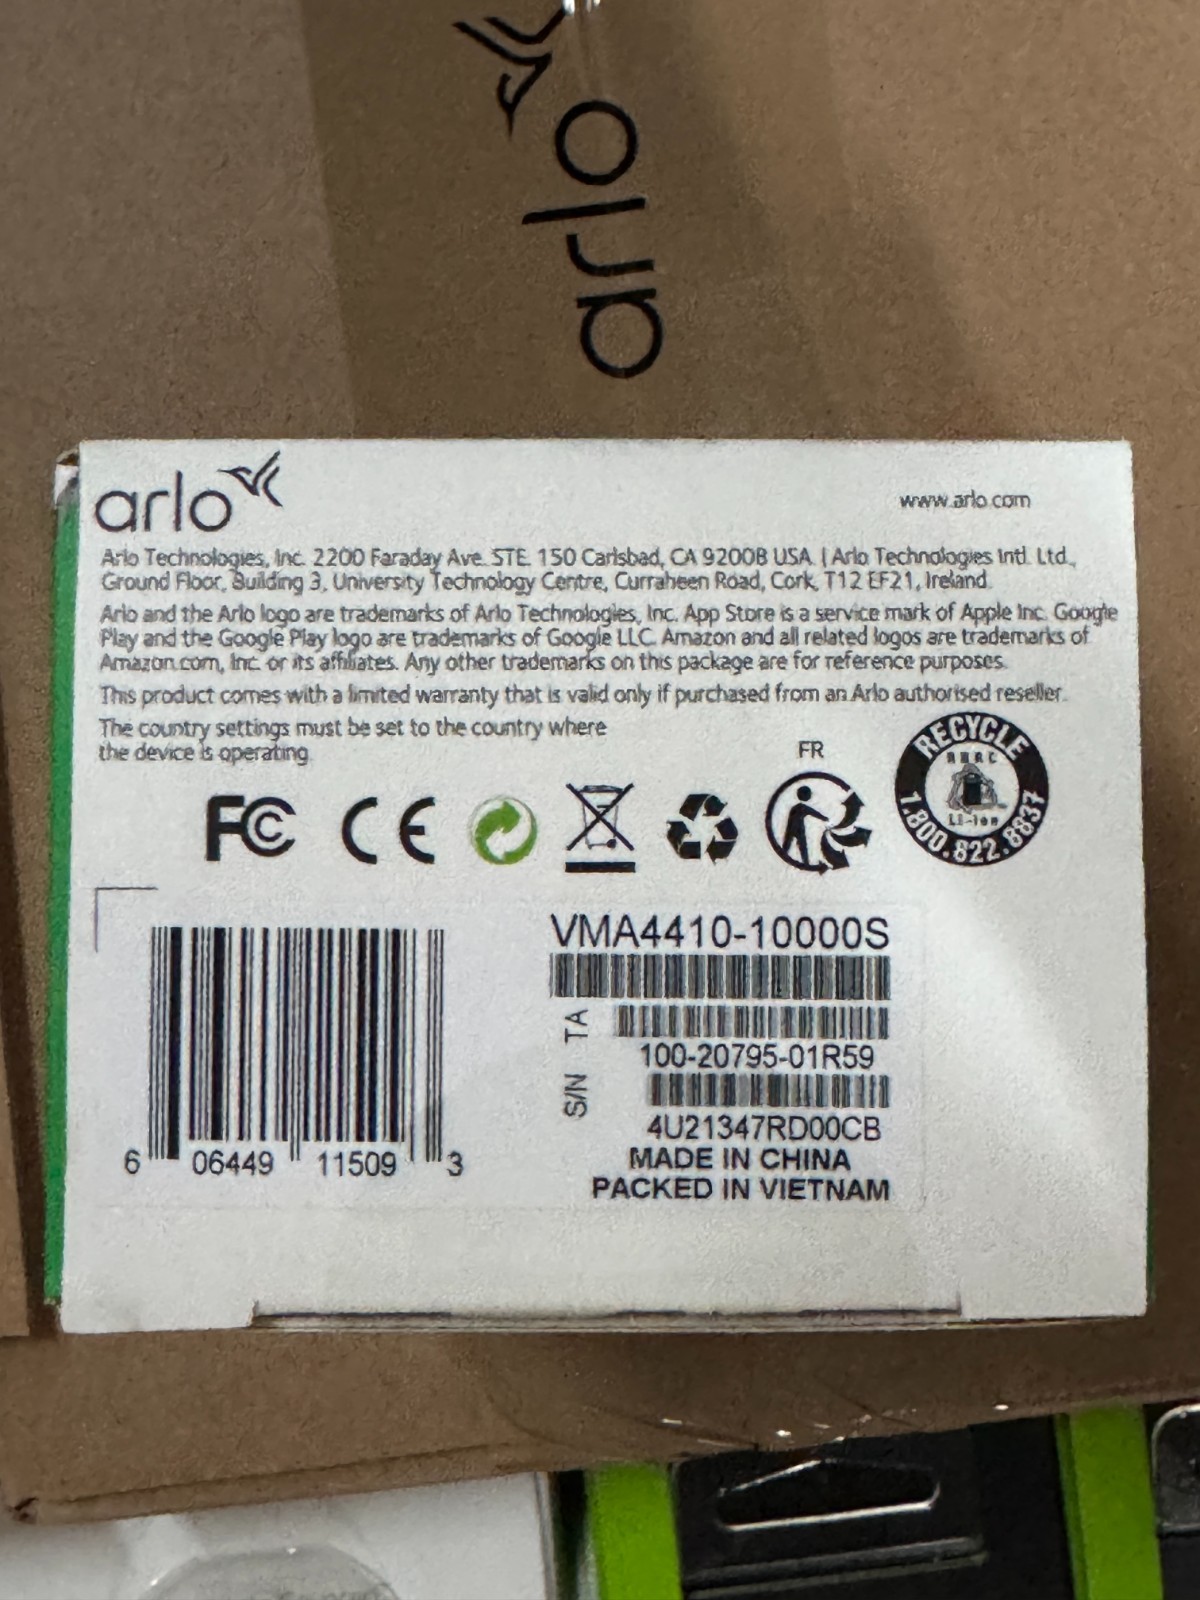 arlo
arlo
www.arlo.com
Arlo Technologies, Inc. 2200 Faraday Ave. STE. 150 Carlsbad, CA 92008 USA. | Arlo Technologies Intl. Ltd.,
Ground Floor, Building 3, University Technology Centre, Curraheen Road, Cork, T12 EF21, Ireland.
Arlo and the Arlo logo are trademarks of Arlo Technologies, Inc. App Store is a service mark of Apple Inc. Google
Play and the Google Play logo are trademarks of Google LLC. Amazon and all related logos are trademarks of
Amazon.com, Inc. or its affiliates. Any other trademarks on this package are for reference purposes.
This product comes with a limited warranty that is valid only if purchased from an Arlo authorised reseller.
The country settings must be set to the country where
the device is operating.
FR
FC CE
RECYCLE
RBRC
Li-ion
1.800.822.8837
VMA4410-10000S
TA
100-20795-01R59
S/N
4U21347RD00CB
MADE IN CHINA
PACKED IN VIETNAM
6 06449 11509 3